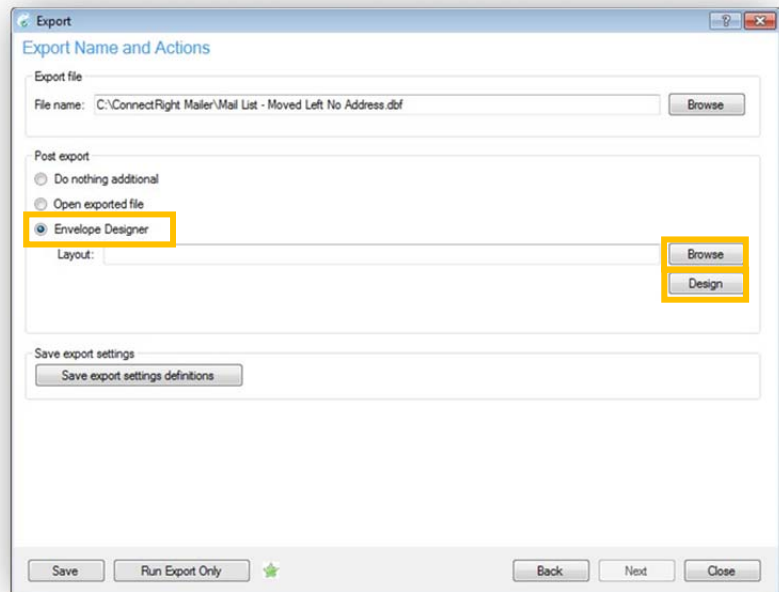 Export
Export Name and Actions
Export file
File name: C:\ConnectRight Mailer\Mail List - Moved Left No Address.dbf Browse
Post export
Do nothing additional
Open exported file
Envelope Designer
Layout: Browse
Design
Save export settings
Save export settings definitions
Save Run Export Only Back Next Close